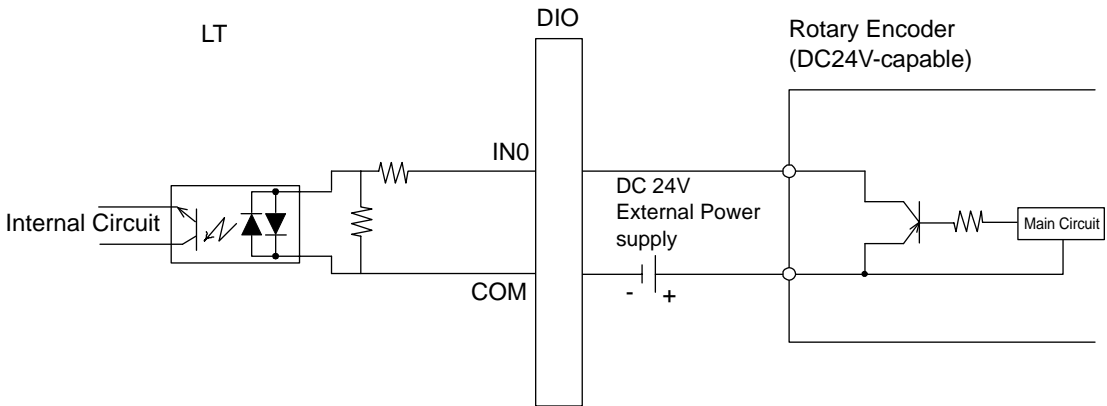 DIO
LT
Rotary Encoder
(DC24V-capable)
IN0
DC 24V
External Power
supply
Internal Circuit
Main Circuit
COM
- +